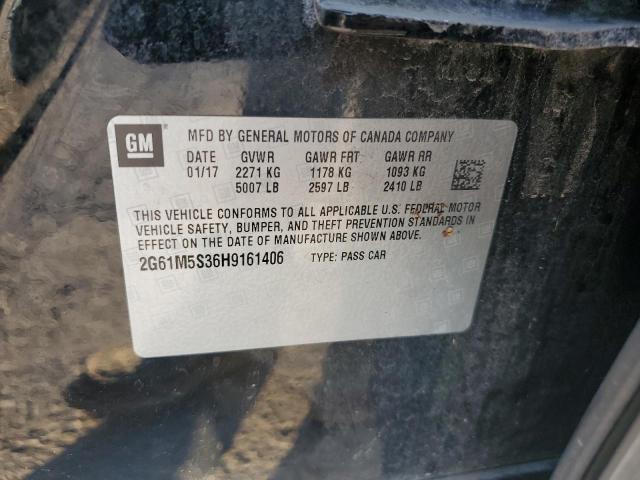 GM
MFD BY GENERAL MOTORS OF CANADA COMPANY
DATE GVWR GAWR FRT GAWR RR
01/17 2271 KG 1178 KG 1093 KG
5007 LB 2597 LB 2410 LB
THIS VEHICLE CONFORMS TO ALL APPLICABLE U.S. FEDERAL MOTOR
VEHICLE SAFETY, BUMPER, AND THEFT PREVENTION STANDARDS IN
EFFECT ON THE DATE OF MANUFACTURE SHOWN ABOVE.
2G61M5S36H9161406 TYPE: PASS CAR